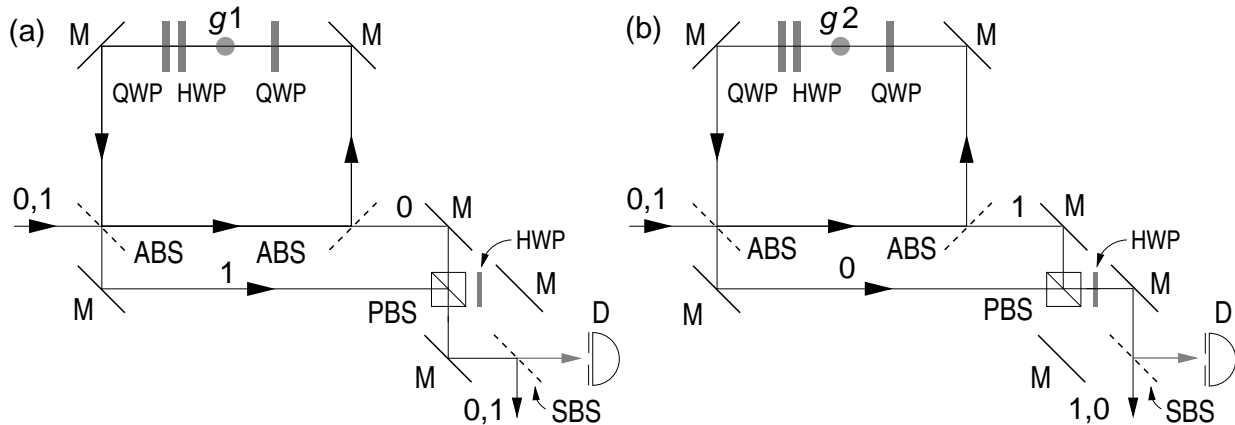 (a) M g1 M
QWP HWP QWP
0,1 ABS ABS 0 M
HWP
M 1 PBS M
D
M 0,1 SBS
(b) M g2 M
QWP HWP QWP
0,1 ABS ABS 1 M
HWP
M 0 PBS M
D
M 1,0 SBS